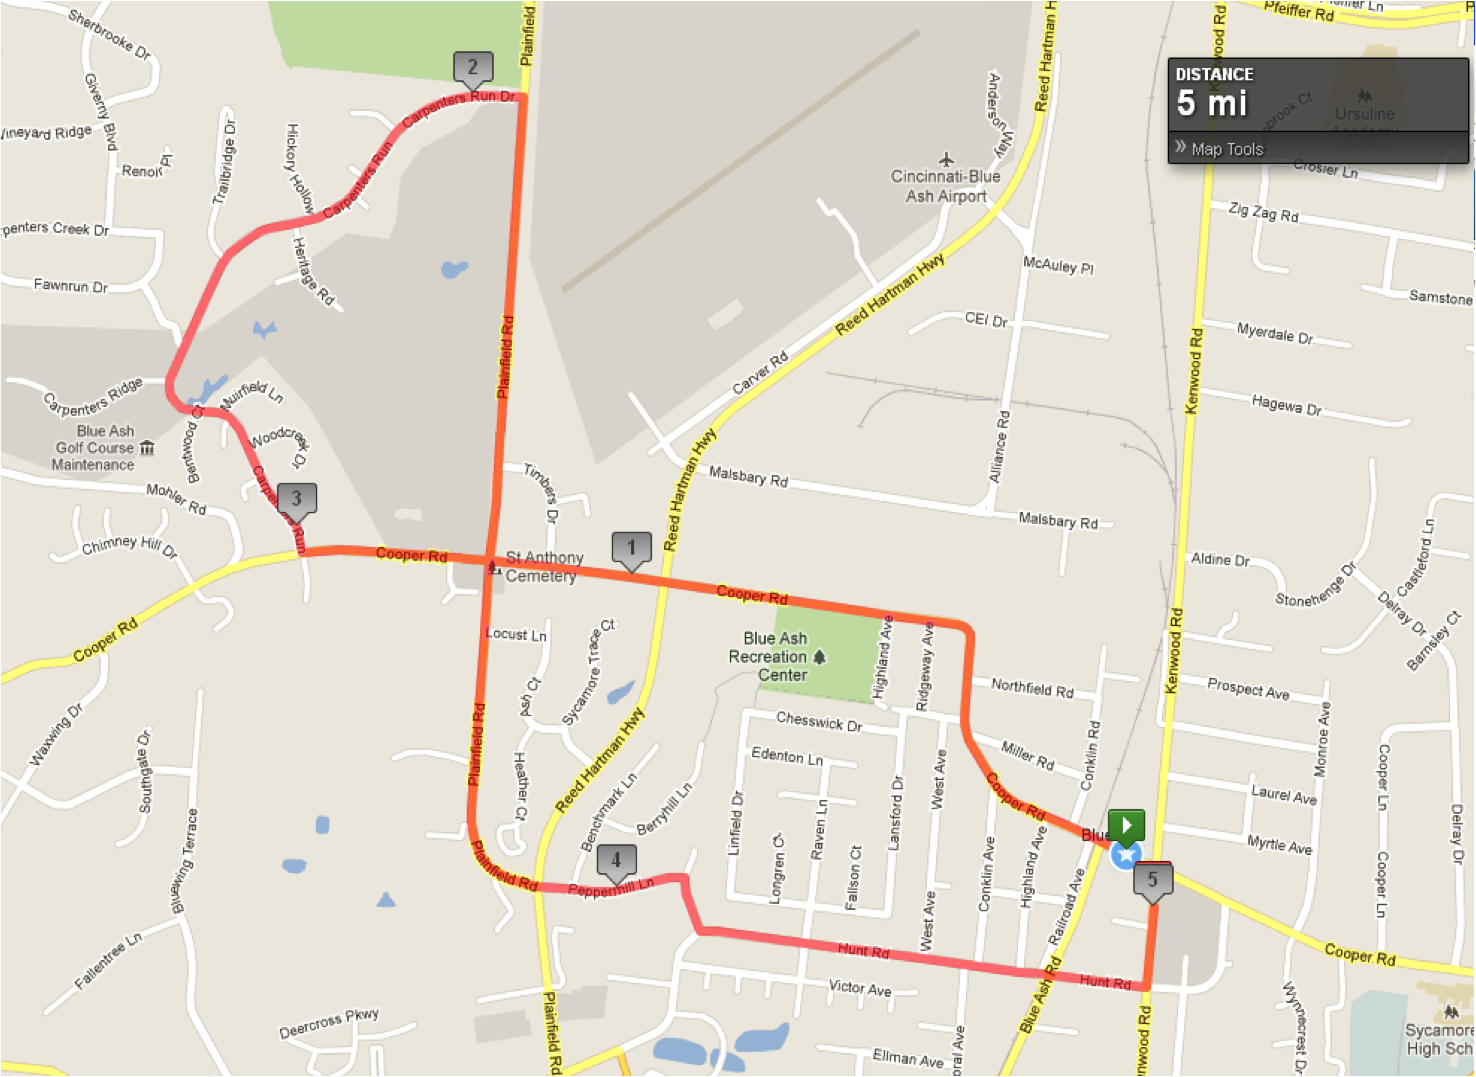 Sherbrooke Dr
Giverny Blvd
Vineyard Ridge
Renoir Pl
Trailbridge Dr
Hickory Hollow
Heritage Rd
Carpenters Run Dr
Carpenters Run
Carpenters Run
2
Plainfield
Reed Hartman H
Pfeiffer Rd
Kenwood Rd
DISTANCE
5 mi
» Map Tools
Ursuline
Academy
Crosier Ln
Zig Zag Rd
Anderson Way
Cincinnati-Blue
Ash Airport
McAuley Pl
Samstone
penters Creek Dr
Fawnrun Dr
CEI Dr
Myerdale Dr
Hagewa Dr
Kenwood Rd
Reed Hartman Hwy
Carver Rd
Plainfield Rd
Carpenters Ridge
Muirfield Ln
Bentwood Ct
Woodcreek Dr
Blue Ash
Golf Course
Maintenance
Mohler Rd
3
Chimney Hill Dr
Cooper Rd
Cooper Rd
Timbers Dr
St Anthony
Cemetery
1
Reed Hartman Hwy
Malsbary Rd
Malsbary Rd
Alliance Rd
Aldine Dr
Stonehenge Dr
Castleford Ln
Delray Dr
Barnsley Ct
Cooper Rd
Blue Ash
Recreation
Center
Highland Ave
Ridgeway Ave
Kenwood Rd
Locust Ln
Ash Ct
Sycamore Trace Ct
Northfield Rd
Prospect Ave
Monroe Ave
Waxwing Dr
Southgate Dr
Plainfield Rd
Heather Ct
Reed Hartman Hwy
Chesswick Dr
Edenton Ln
Miller Rd
Conklin Rd
West Ave
Cooper Rd
Laurel Ave
Myrtle Ave
Cooper Ln
Delray Dr
Benchmark Ln
Berryhill Ln
Linfield Dr
Longren Ct
Raven Ln
Fallson Ct
Lansford Dr
Blue
Bluewing Terrace
Plainfield Rd
4
Peppermill Ln
West Ave
Conklin Ave
Highland Ave
Railroad Ave
5
Cooper Ln
Cooper Rd
Fallentree Ln
Hunt Rd
Hunt Rd
Victor Ave
Blue Ash Rd
enwood Rd
Deercross Pkwy
Plainfield Rd
Ellman Ave
oral Ave
Wynnecrest Dr
Sycamore
High Sch